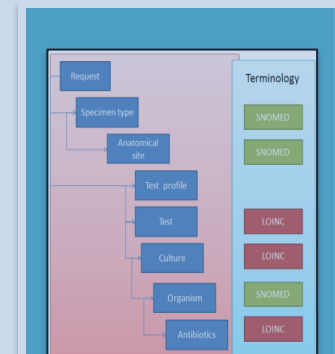 Request
Terminology
Specimen type
SNOMED
Anatomical
site
SNOMED
Test profile
Test
LOINC
Culture
LOINC
Organism
SNOMED
Antibiotics
LOINC